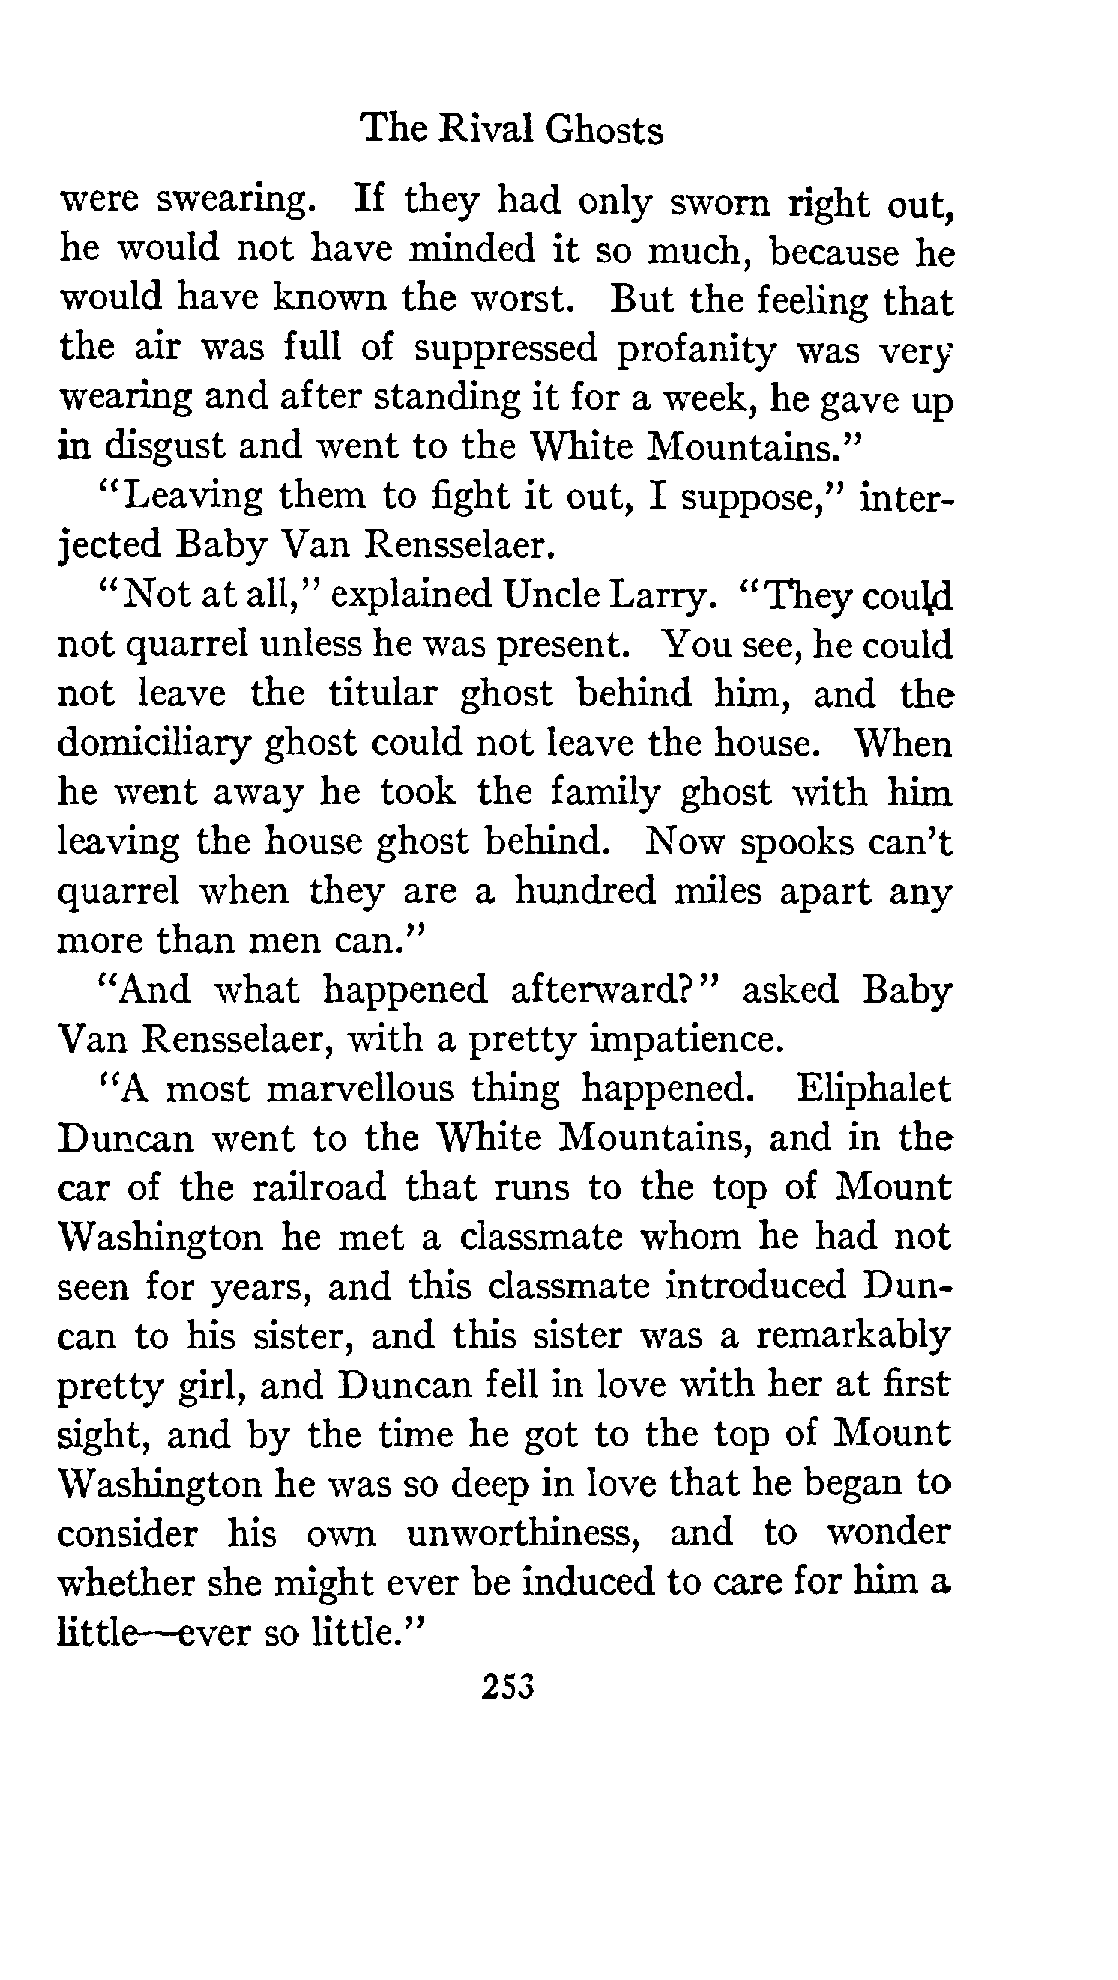 The Rival Ghosts
were swearing. If they had only sworn right out,
he would not have minded it so much, because he
would have known the worst. But the feeling that
the air was full of suppressed profanity was very
wearing and after standing it for a week, he gave up
in disgust and went to the White Mountains."
"Leaving them to fight it out, I suppose," inter-
jected Baby Van Rensselaer.
"Not at all," explained Uncle Larry. "They could
not quarrel unless he was present. You see, he could
not leave the titular ghost behind him, and the
domiciliary ghost could not leave the house. When
he went away he took the family ghost with him
leaving the house ghost behind. Now spooks can't
quarrel when they are a hundred miles apart any
more than men can."
"And what happened afterward?" asked Baby
Van Rensselaer, with a pretty impatience.
"A most marvellous thing happened. Eliphalet
Duncan went to the White Mountains, and in the
car of the railroad that runs to the top of Mount
Washington he met a classmate whom he had not
seen for years, and this classmate introduced Dun-
can to his sister, and this sister was a remarkably
pretty girl, and Duncan fell in love with her at first
sight, and by the time he got to the top of Mount
Washington he was so deep in love that he began to
consider his own unworthiness, and to wonder
whether she might ever be induced to care for him a
little—ever so little."
253